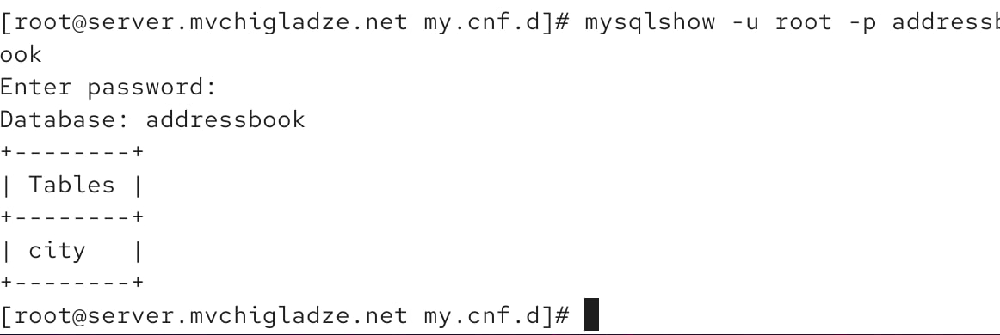 [root@server.mvchigladze.net my.cnf.d]# mysqlshow -u root -p addressb
ook
Enter password:
Database: addressbook
+--------+
| Tables |
+--------+
| city   |
+--------+
[root@server.mvchigladze.net my.cnf.d]#